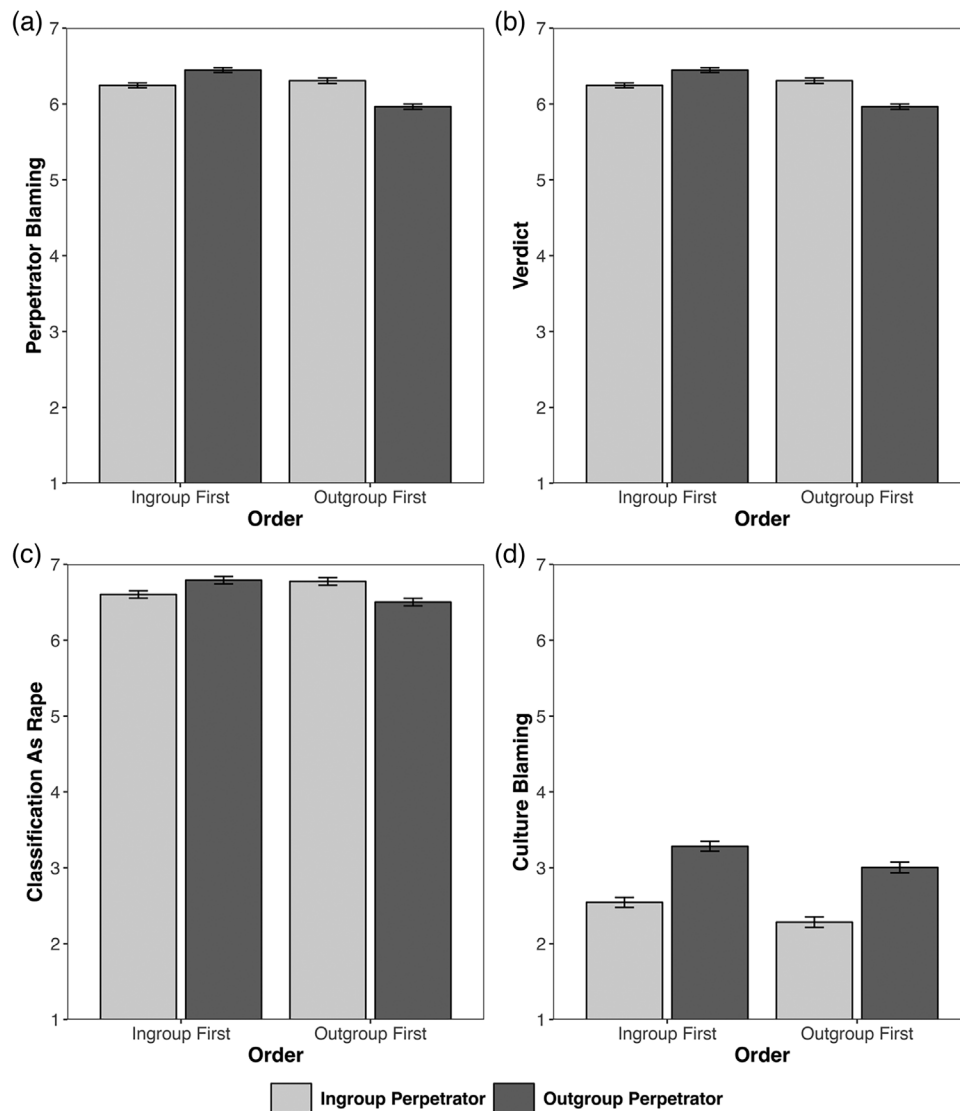 (a)
7
6
5
4
3
2
1
Perpetrator Blaming
Ingroup First
Outgroup First
Order
(b)
7
6
5
4
3
2
1
Verdict
Ingroup First
Outgroup First
Order
(c)
7
6
5
4
3
2
1
Classification As Rape
Ingroup First
Outgroup First
Order
(d)
7
6
5
4
3
2
1
Culture Blaming
Ingroup First
Outgroup First
Order
Ingroup Perpetrator
Outgroup Perpetrator